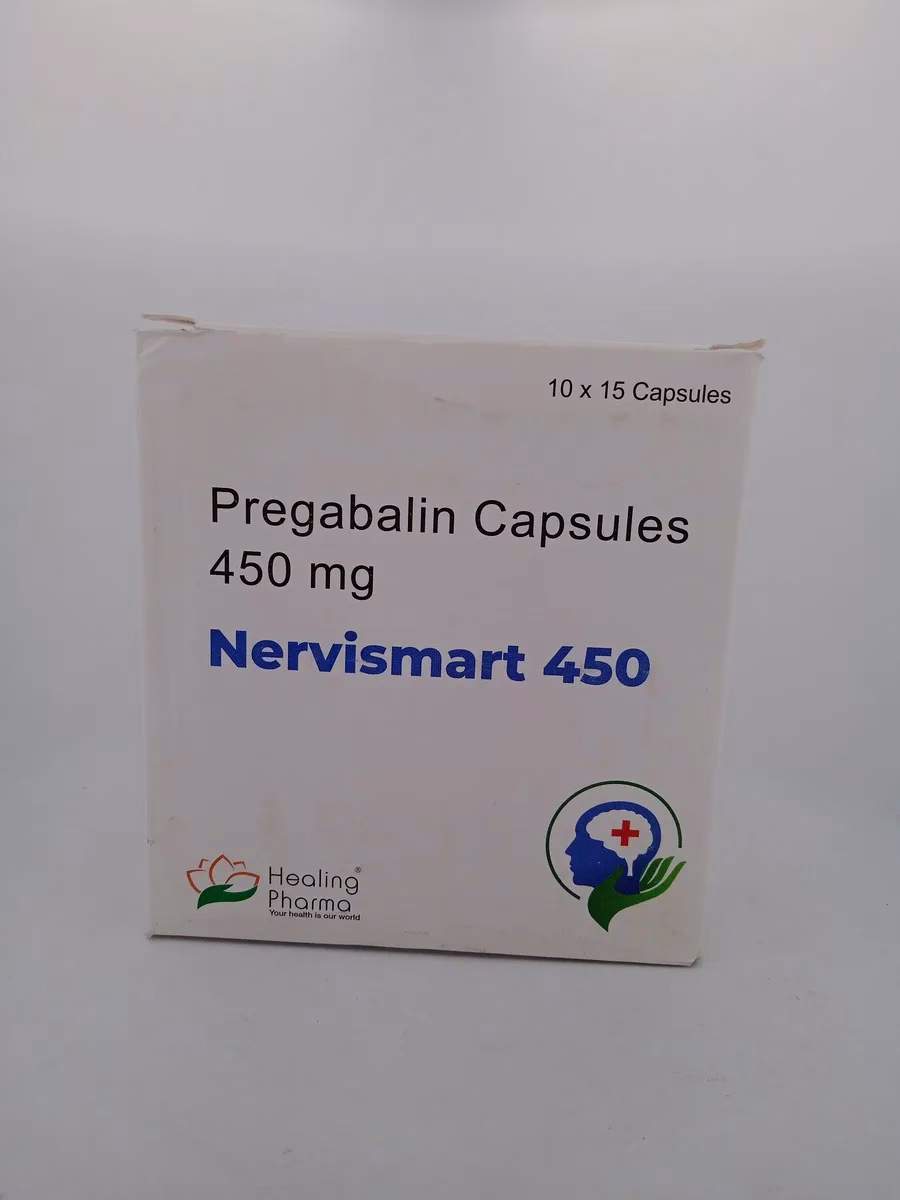 10 x 15 Capsules
Pregabalin Capsules
450 mg
Nervismart 450
Healing®
Pharma
Your health is our world